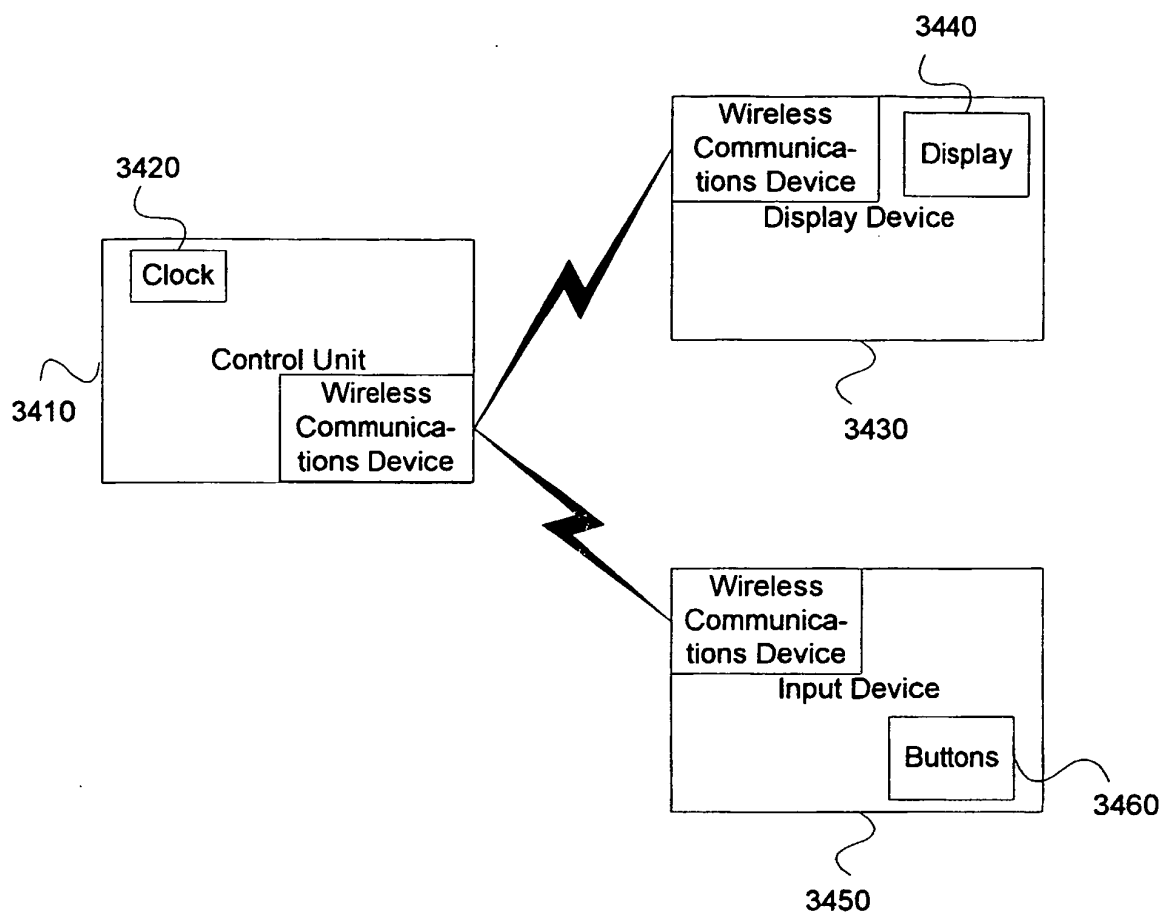 3440
Wireless
Communica-
tions Device
Display
Display Device
3420
Clock
Control Unit
Wireless
Communica-
tions Device
3410
3430
Wireless
Communica-
tions Device
Input Device
Buttons
3460
3450